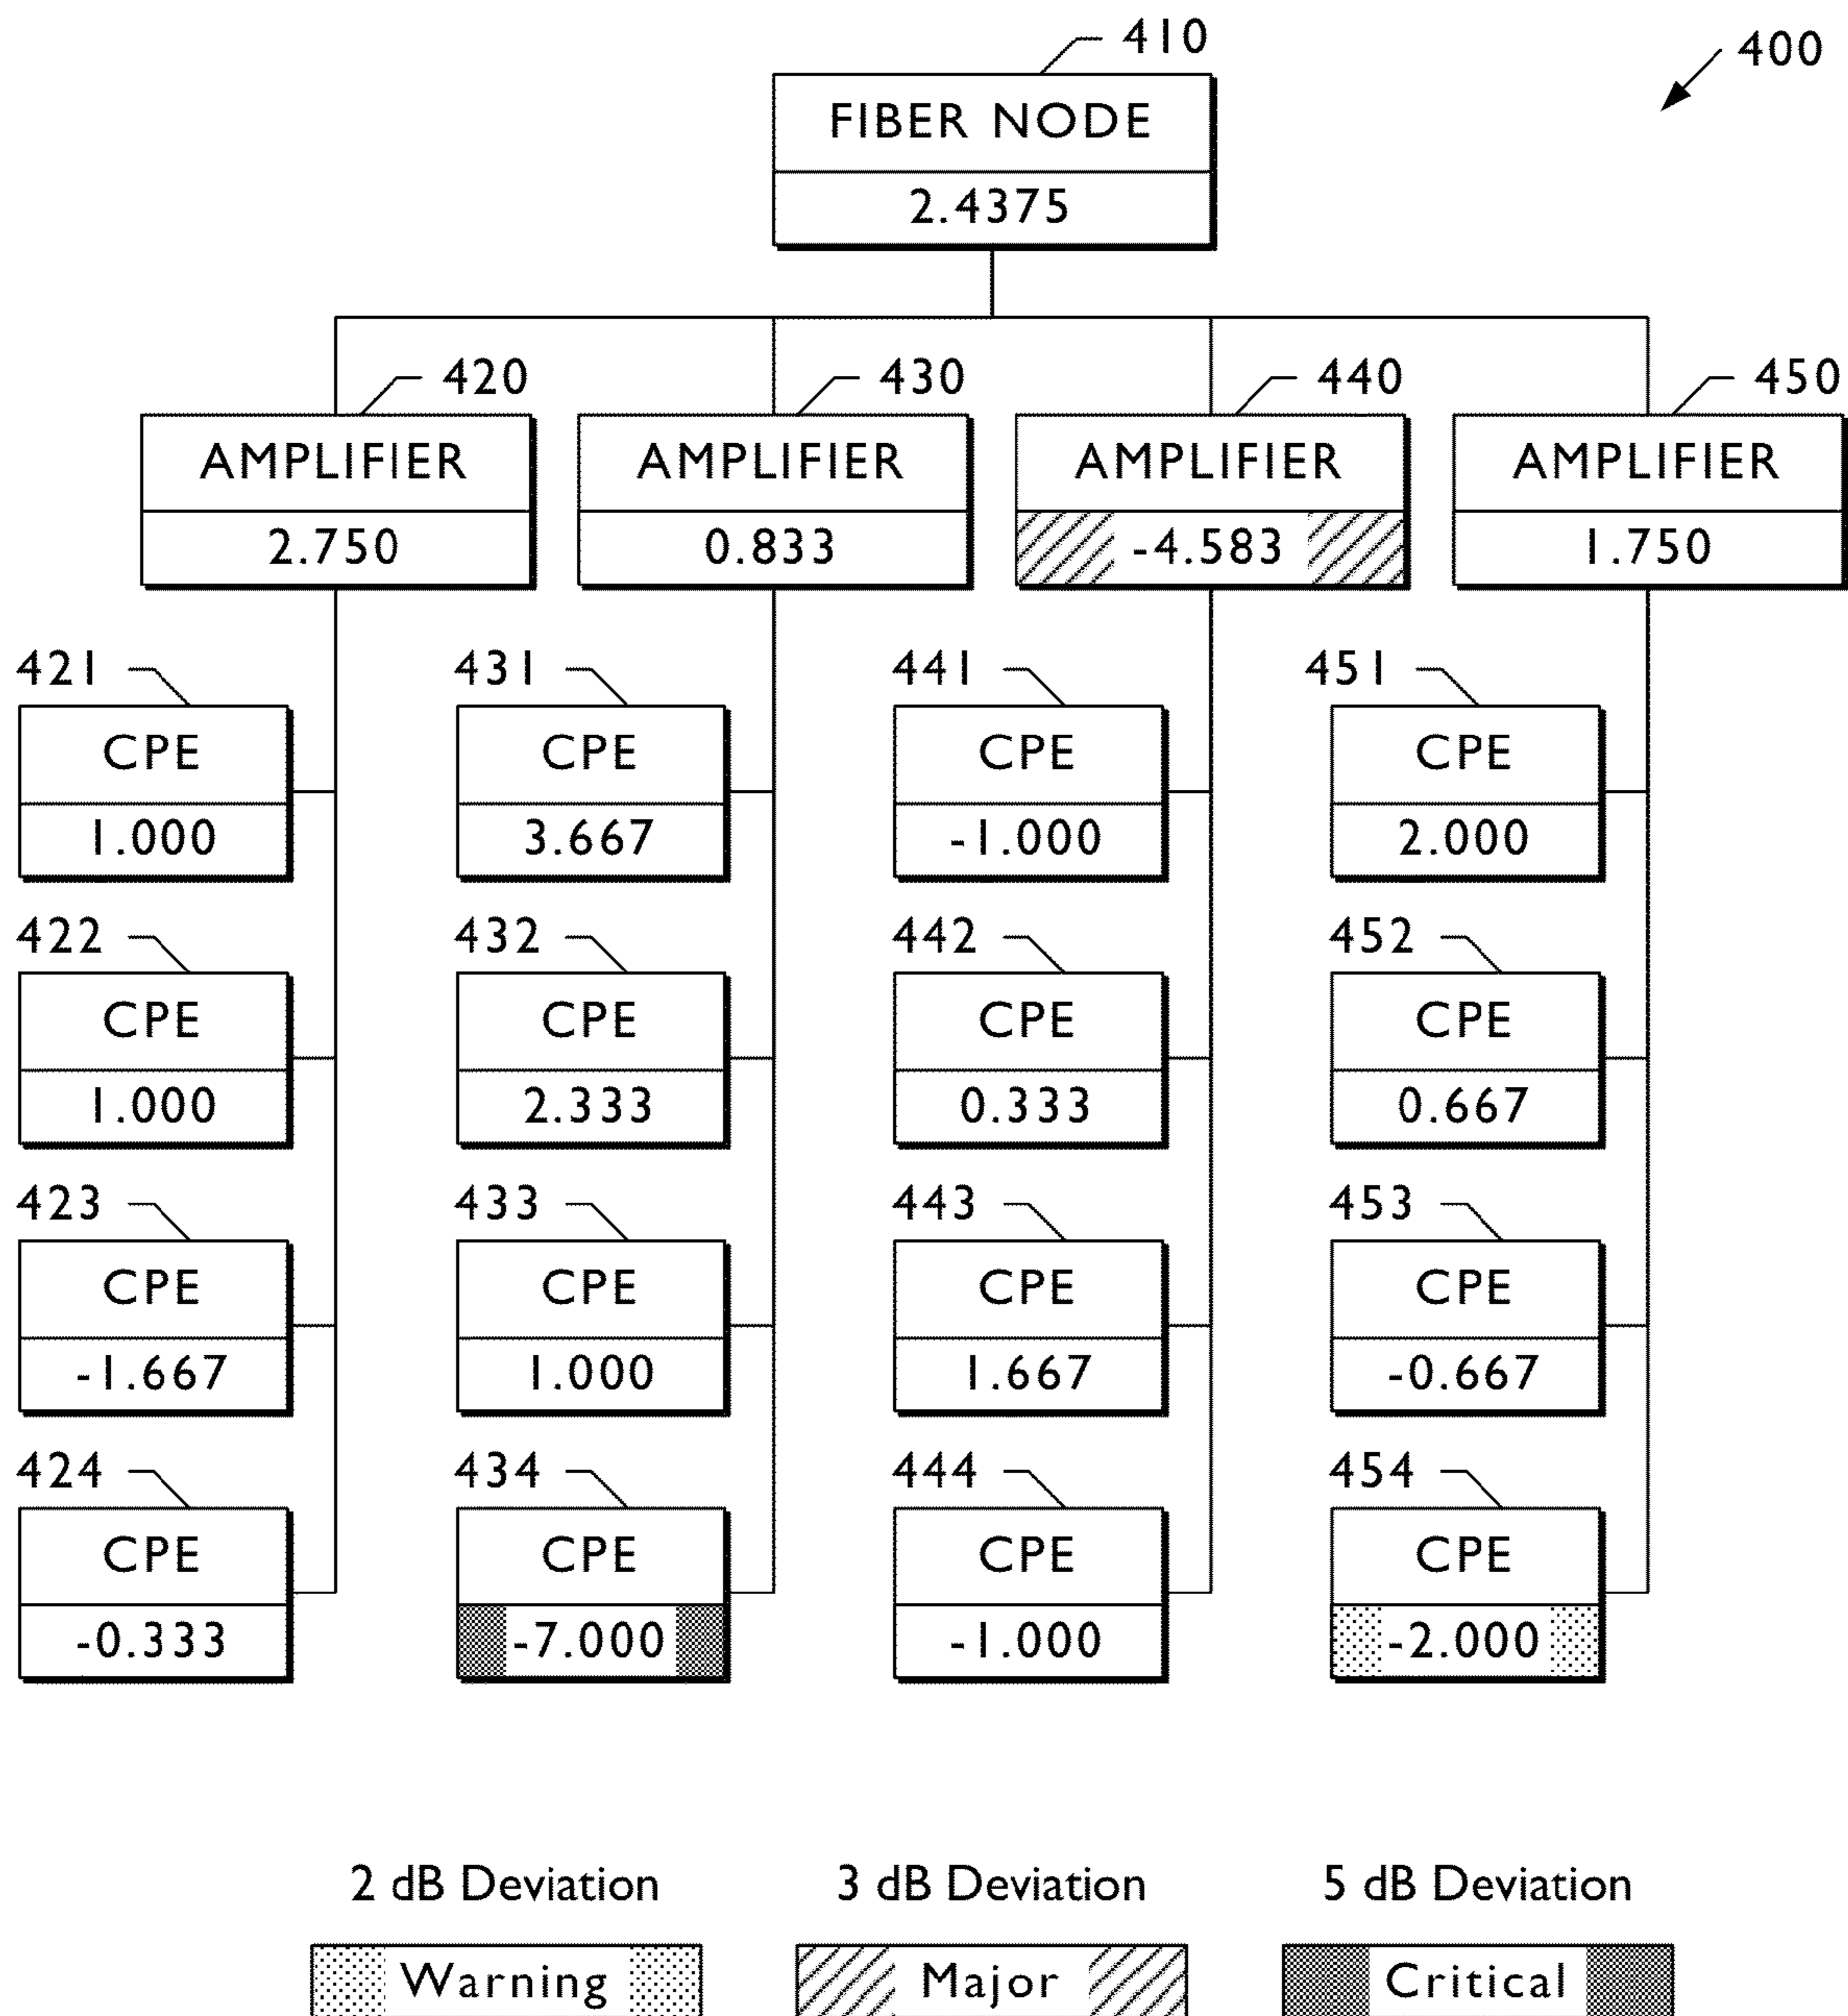 410
400
FIBER NODE
2.4375
420 430 440 450
AMPLIFIER AMPLIFIER AMPLIFIER AMPLIFIER
2.750 0.833 -4.583 1.750
421 431 441 451
CPE CPE CPE CPE
1.000 3.667 -1.000 2.000
422 432 442 452
CPE CPE CPE CPE
1.000 2.333 0.333 0.667
423 433 443 453
CPE CPE CPE CPE
-1.667 1.000 1.667 -0.667
424 434 444 454
CPE CPE CPE CPE
-0.333 -7.000 -1.000 -2.000
2 dB Deviation 3 dB Deviation 5 dB Deviation
Warning Major Critical